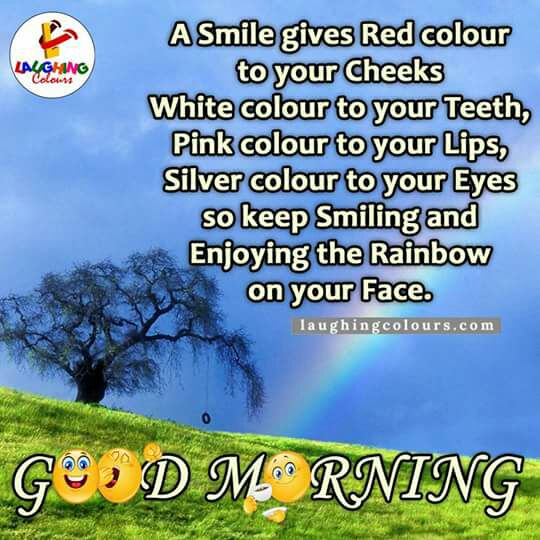 LAUGHING
Colours
A Smile gives Red colour
to your Cheeks
White colour to your Teeth,
Pink colour to your Lips,
Silver colour to your Eyes
so keep Smiling and
Enjoying the Rainbow
on your Face.
laughingcolours.com
GOOD MORNING